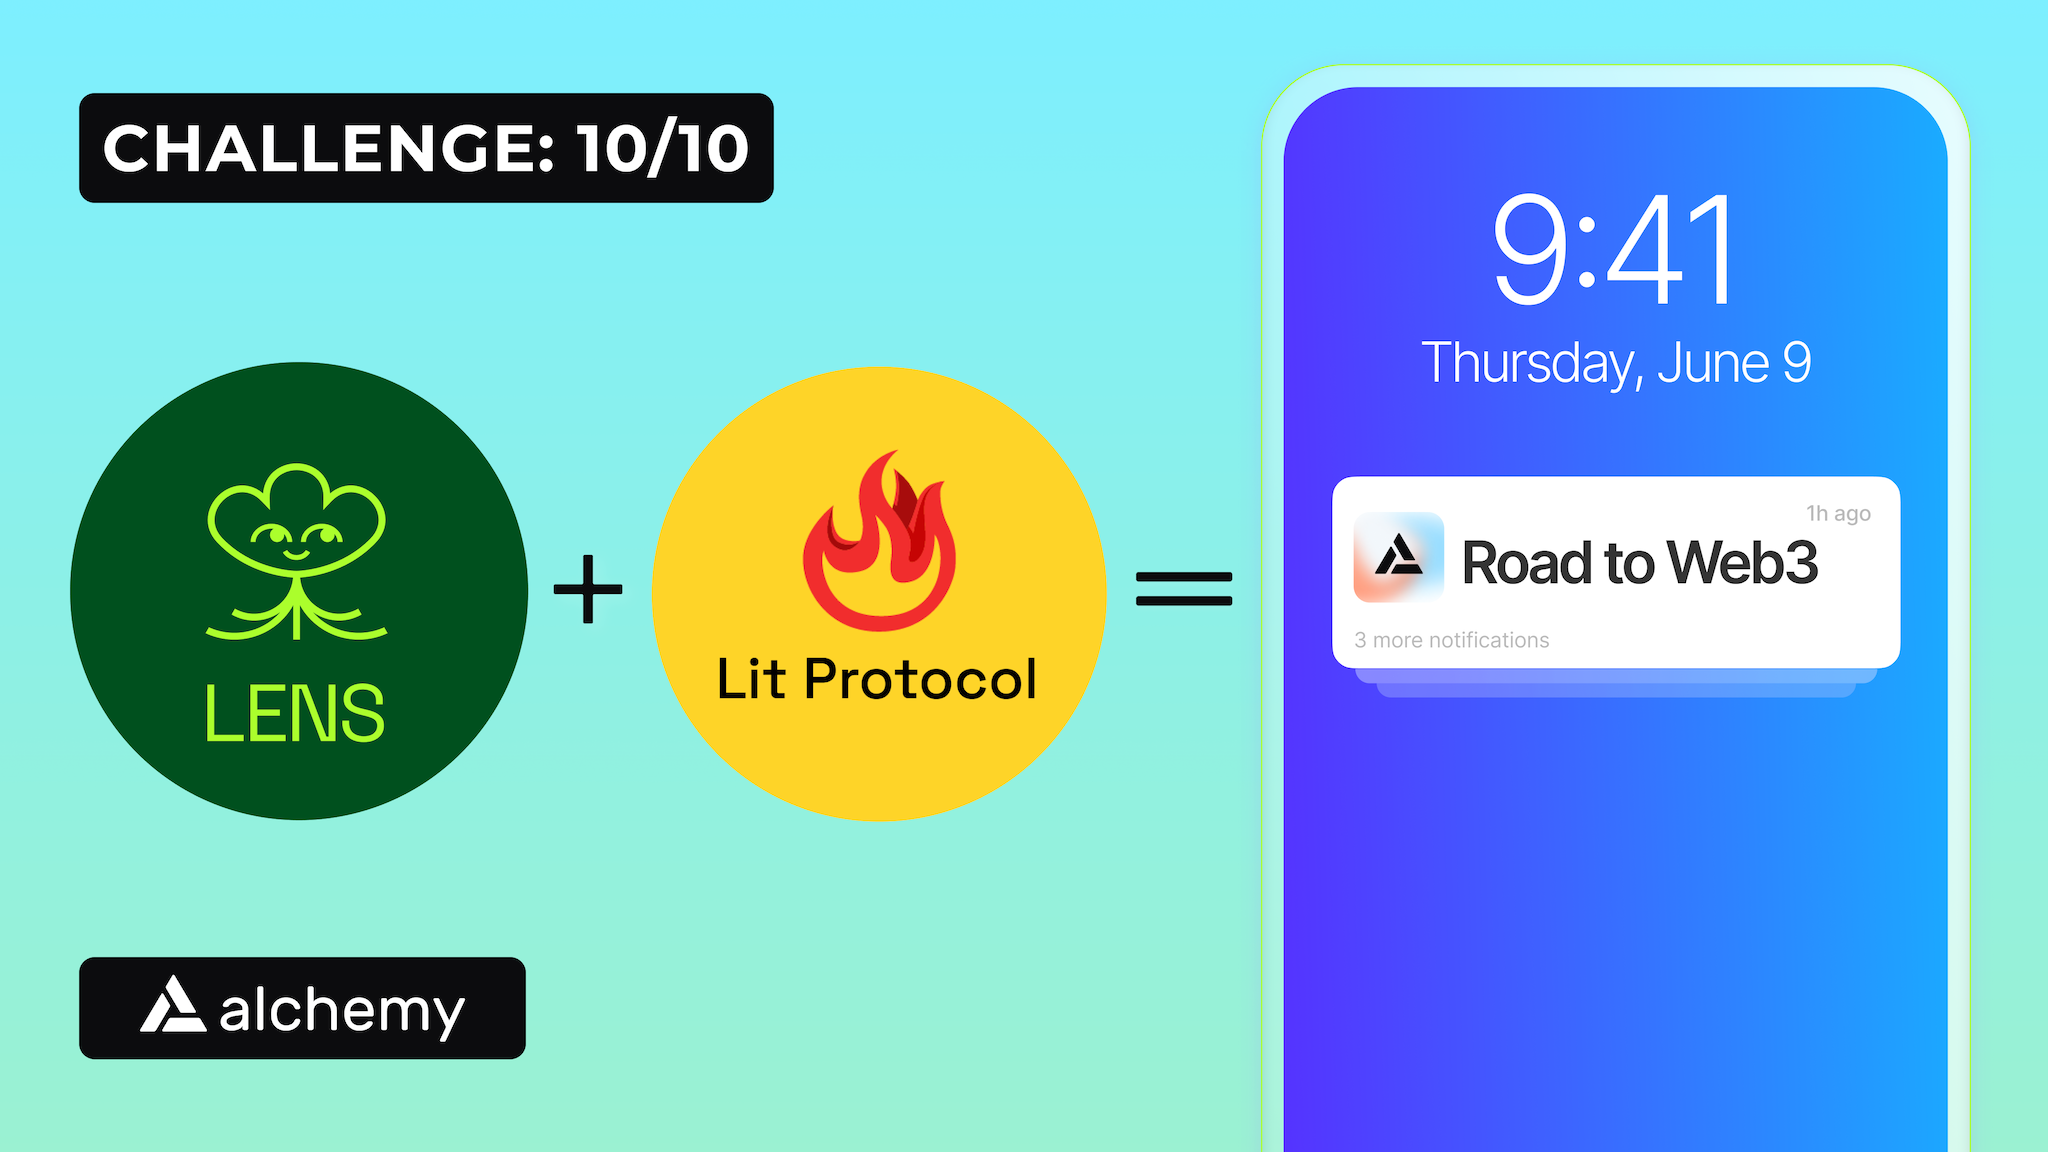 CHALLENGE: 10/10
LENS
Lit Protocol
alchemy
9:41
Thursday, June 9
1h ago
Road to Web3
3 more notifications